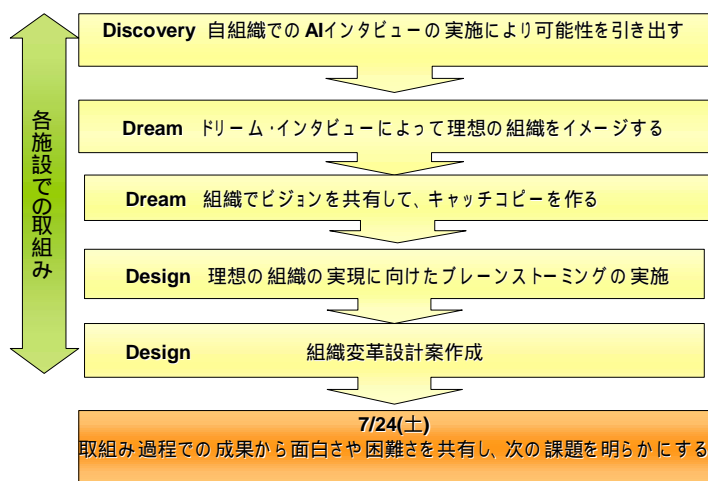 Discovery 自組織での AIインタビューの 実施により可能性を引き出す
Dream ドリーム・インタビューによって理想の組織をイメージする
Dream 組織でビジョンを共有して、キャッチコピーを作る
Design 理想の組織の実現に向けたブレーンストーミングの実施
Design 組織変革設計案作成
各施設での取組み
7/24(土)
取組み過程での成果から面白さや困難さを共有し、次の課題を明らかにする